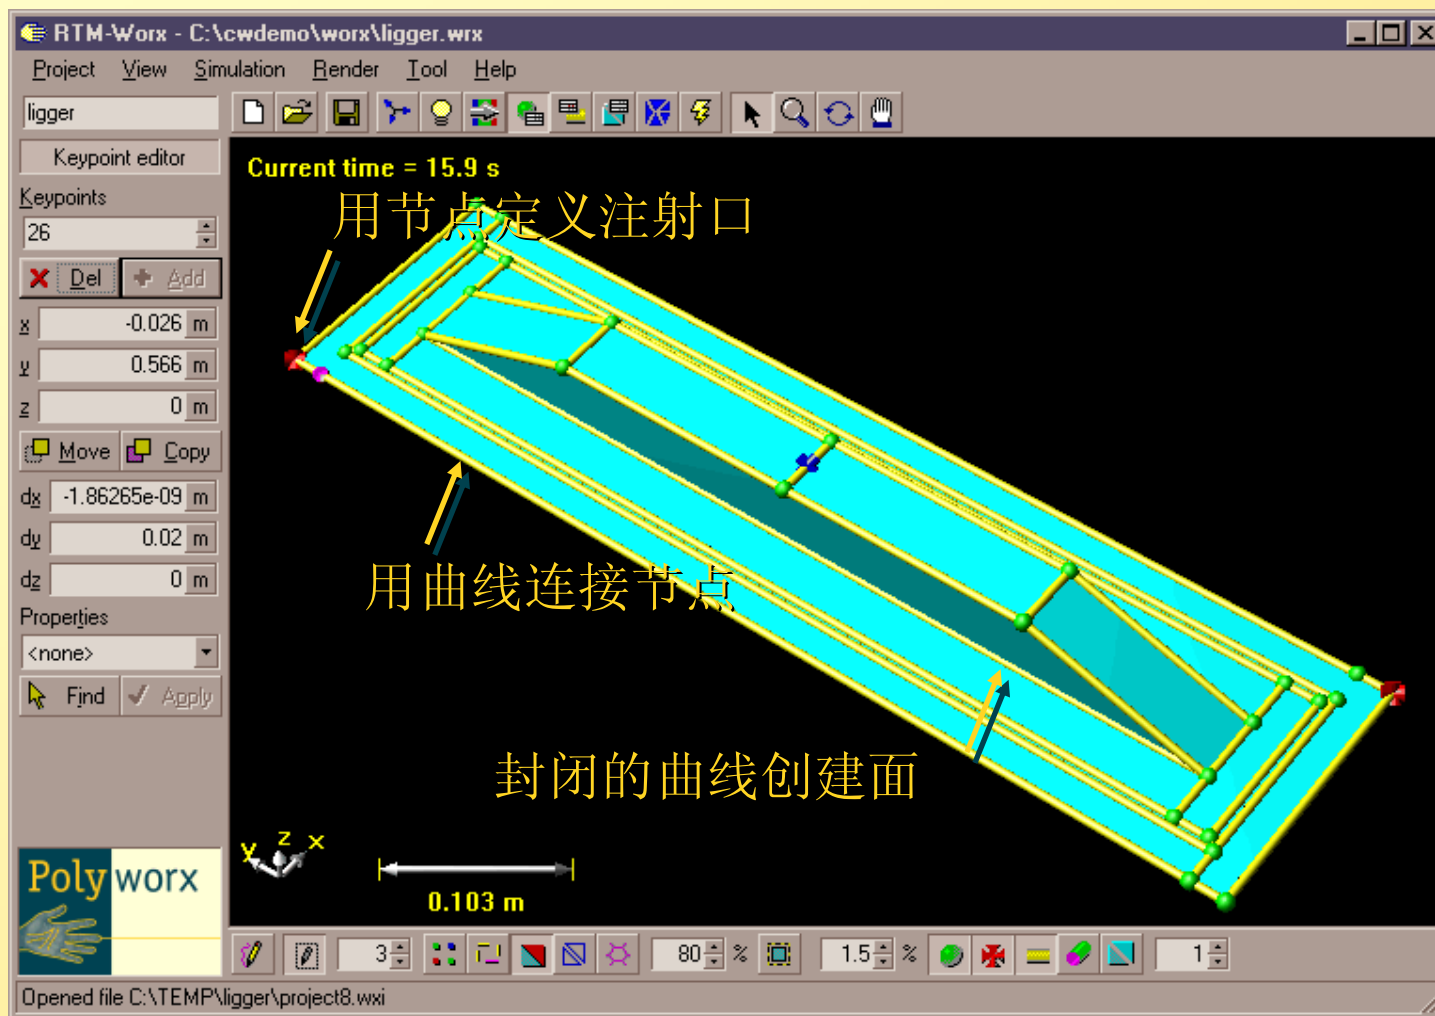 RTM-Worx - C:\cwdemo\worx\ligger.wrx
Project View Simulation Render Tool Help
ligger
Keypoint editor
Keypoints
26
Del Add
x -0.026 m
y 0.566 m
z 0 m
Move Copy
dx -1.86265e-09 m
dy 0.02 m
dz 0 m
Properties
<none>
Find Apply
Current time = 15.9 s
用节点定义注射口
用曲线连接节点
封闭的曲线创建面
y z x
0.103 m
Polyworx
3 80 % 1.5 % 1
Opened file C:\TEMP\ligger\project8.wxi